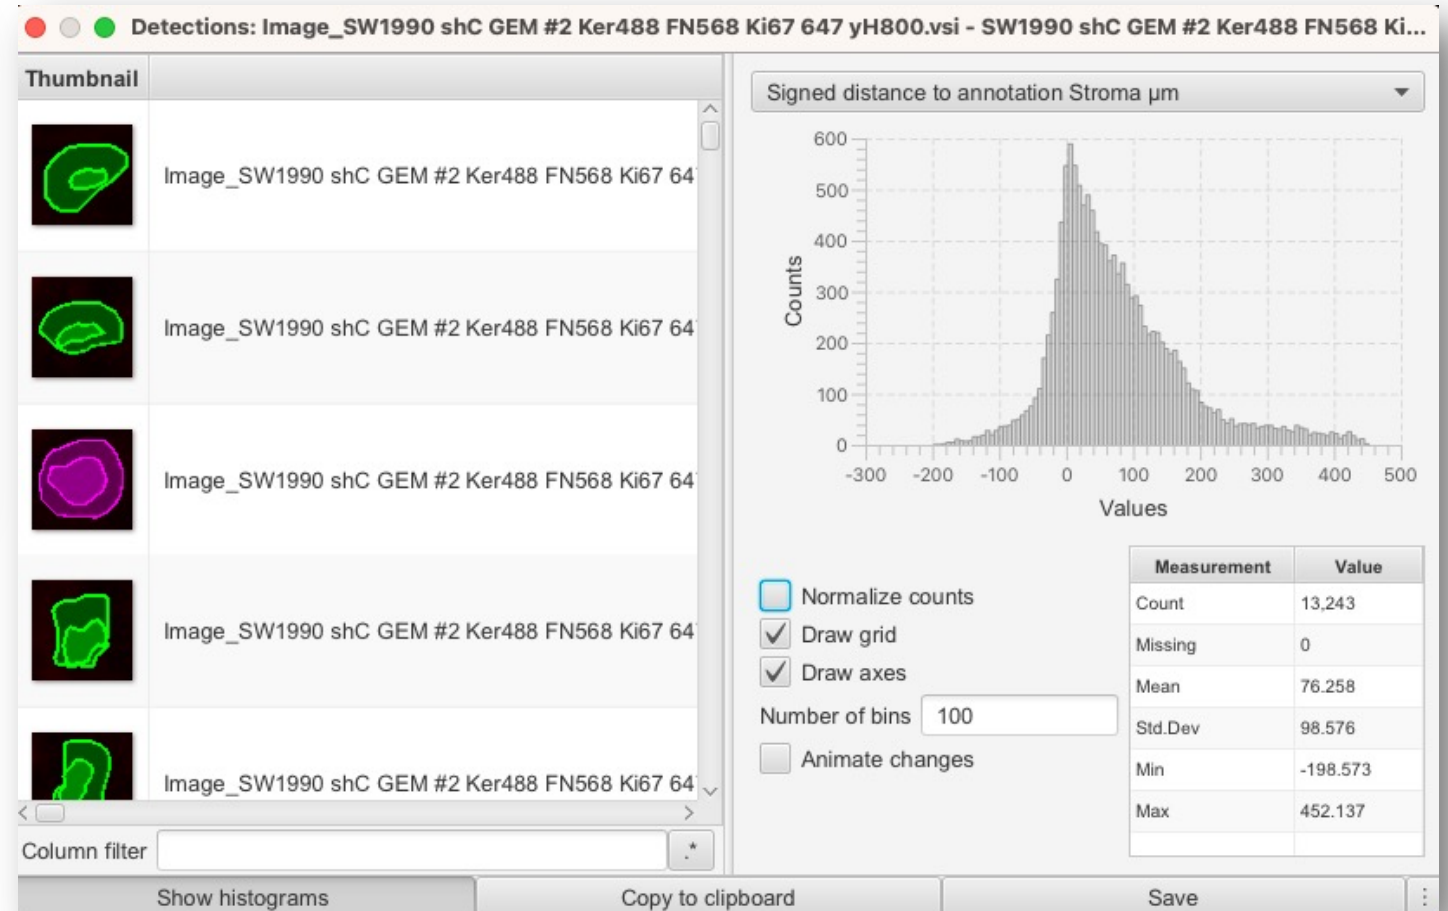 Detections: Image_SW1990 shC GEM #2 Ker488 FN568 Ki67 647 yH800.vsi - SW1990 shC GEM #2 Ker488 FN568 Ki...
Thumbnail
Image_SW1990 shC GEM #2 Ker488 FN568 Ki67 64
Image_SW1990 shC GEM #2 Ker488 FN568 Ki67 64
Image_SW1990 shC GEM #2 Ker488 FN568 Ki67 64
Image_SW1990 shC GEM #2 Ker488 FN568 Ki67 64
Image_SW1990 shC GEM #2 Ker488 FN568 Ki67 64
Column filter
.*
Signed distance to annotation Stroma µm
600
500
400
300
200
100
0
Counts
-300 -200 -100 0 100 200 300 400 500
Values
Normalize counts
Draw grid
Draw axes
Number of bins 100
Animate changes
Measurement Value
Count 13,243
Missing 0
Mean 76.258
Std.Dev 98.576
Min -198.573
Max 452.137
Show histograms Copy to clipboard Save